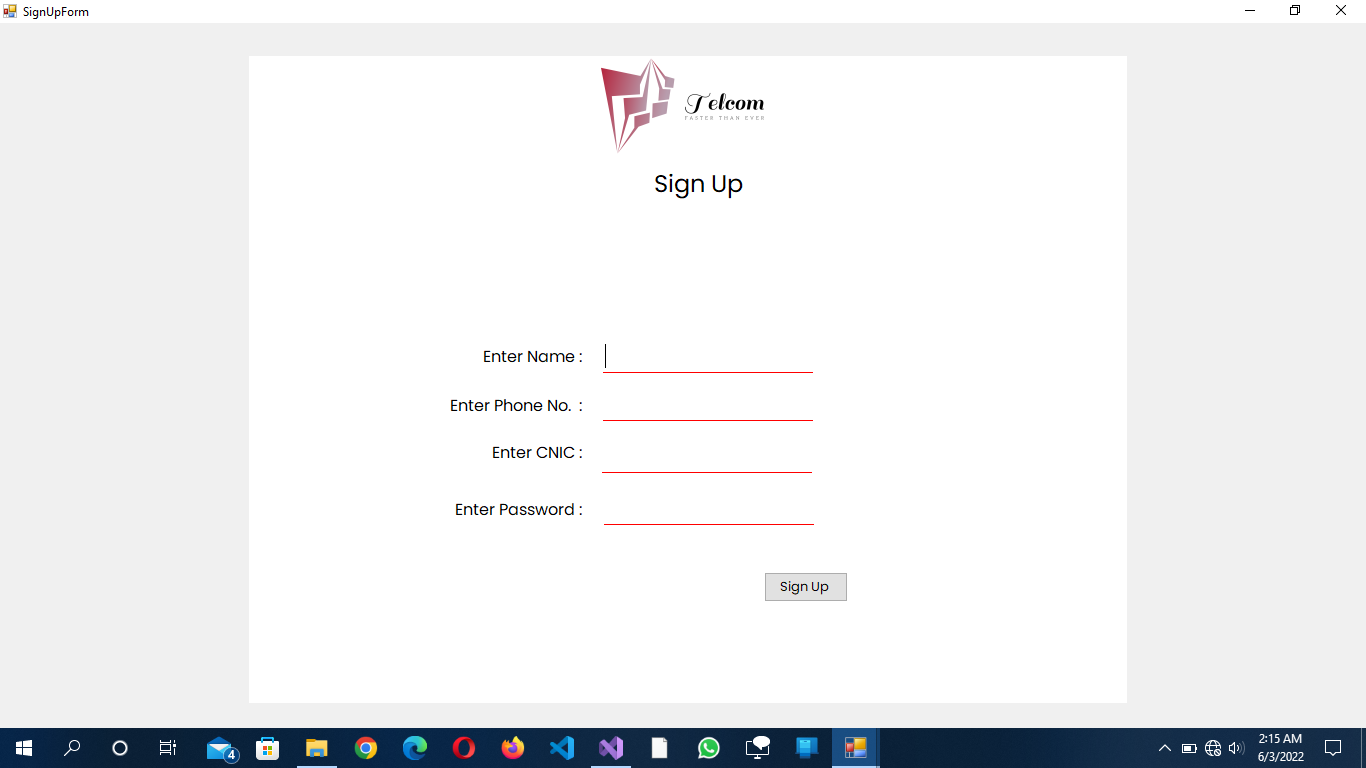 SignUpForm
Telcom
FASTER THAN EVER
Sign Up
Enter Name :
Enter Phone No. :
Enter CNIC :
Enter Password :
Sign Up
4
2:15 AM
6/3/2022